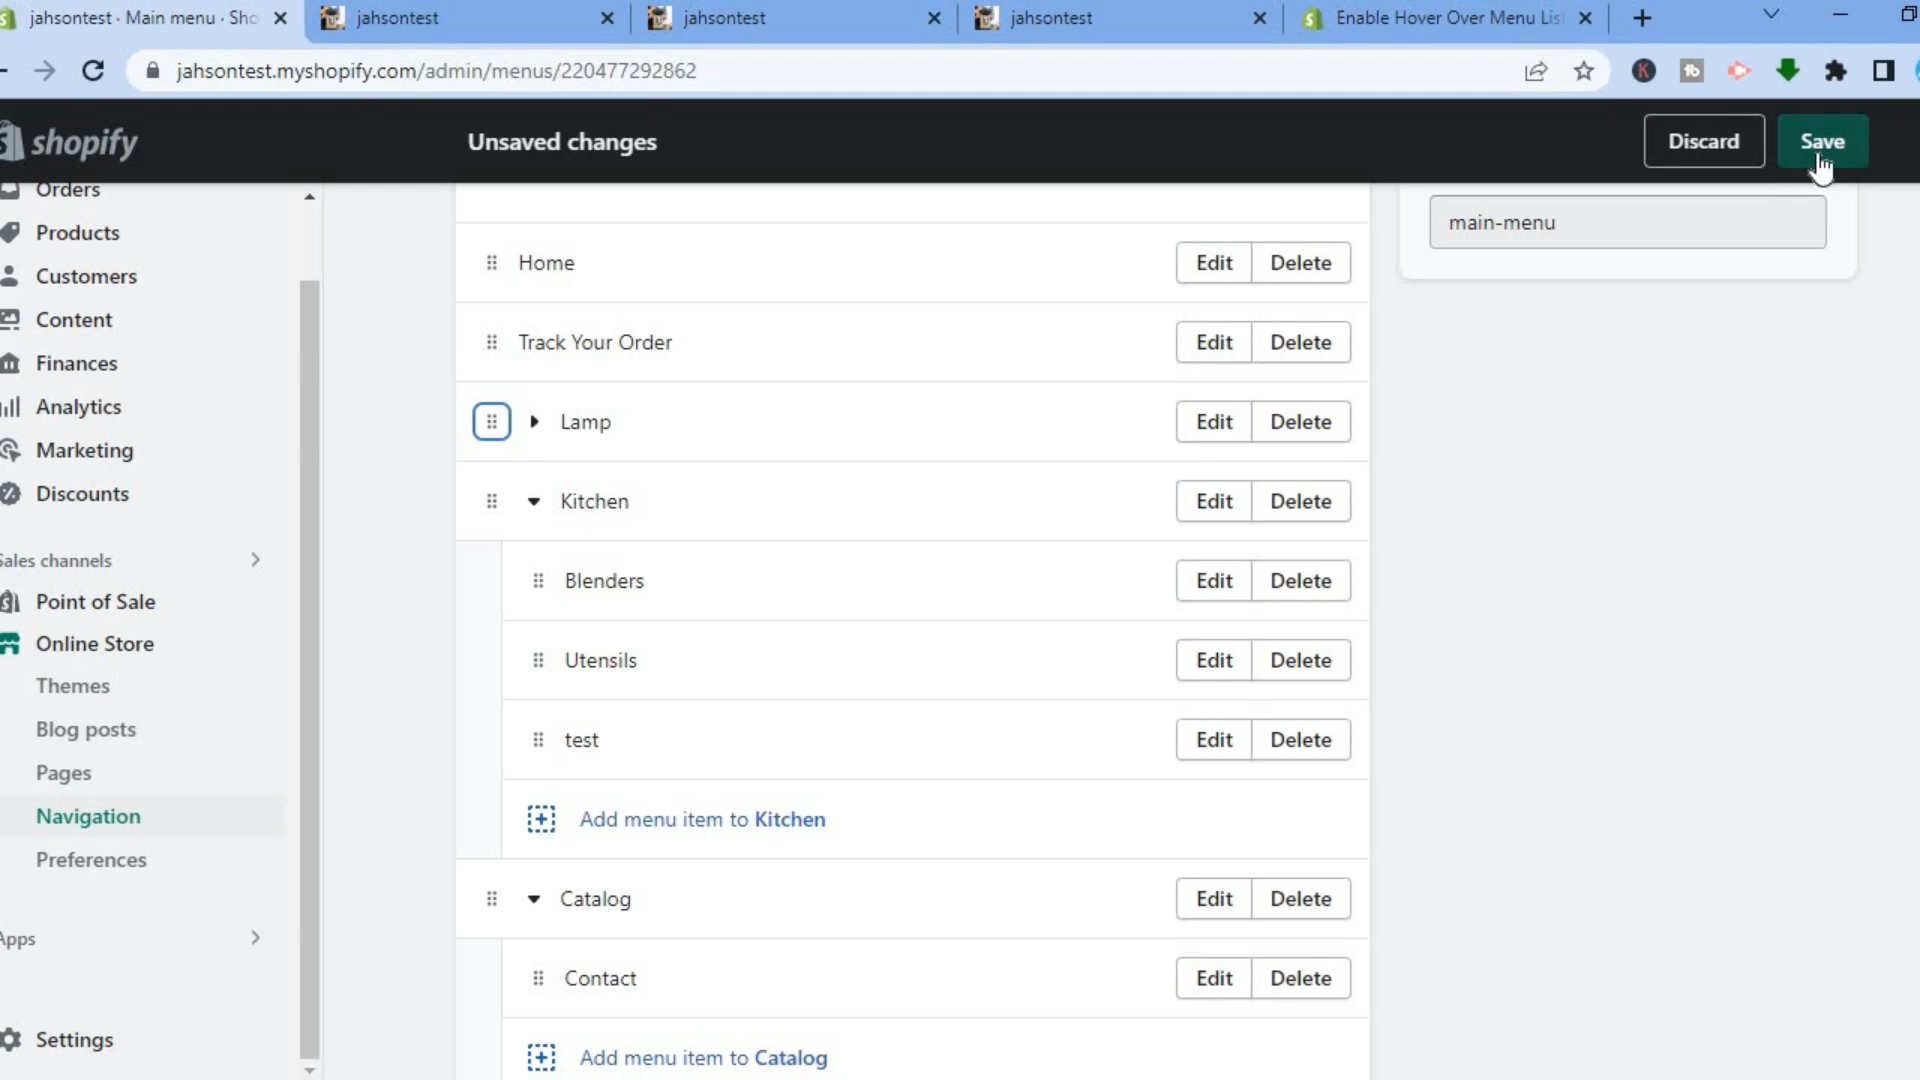 jahsontest · Main menu · Sho
jahsontest
jahsontest
jahsontest
Enable Hover Over Menu Lis
jahsontest.myshopify.com/admin/menus/220477292862
shopify
Unsaved changes
Discard
Save
Orders
Products
Customers
Content
Finances
Analytics
Marketing
Discounts
Sales channels
Point of Sale
Online Store
Themes
Blog posts
Pages
Navigation
Preferences
Apps
Settings
Home Edit Delete
Track Your Order Edit Delete
Lamp Edit Delete
Kitchen Edit Delete
Blenders Edit Delete
Utensils Edit Delete
test Edit Delete
Add menu item to Kitchen
Catalog Edit Delete
Contact Edit Delete
Add menu item to Catalog
main-menu